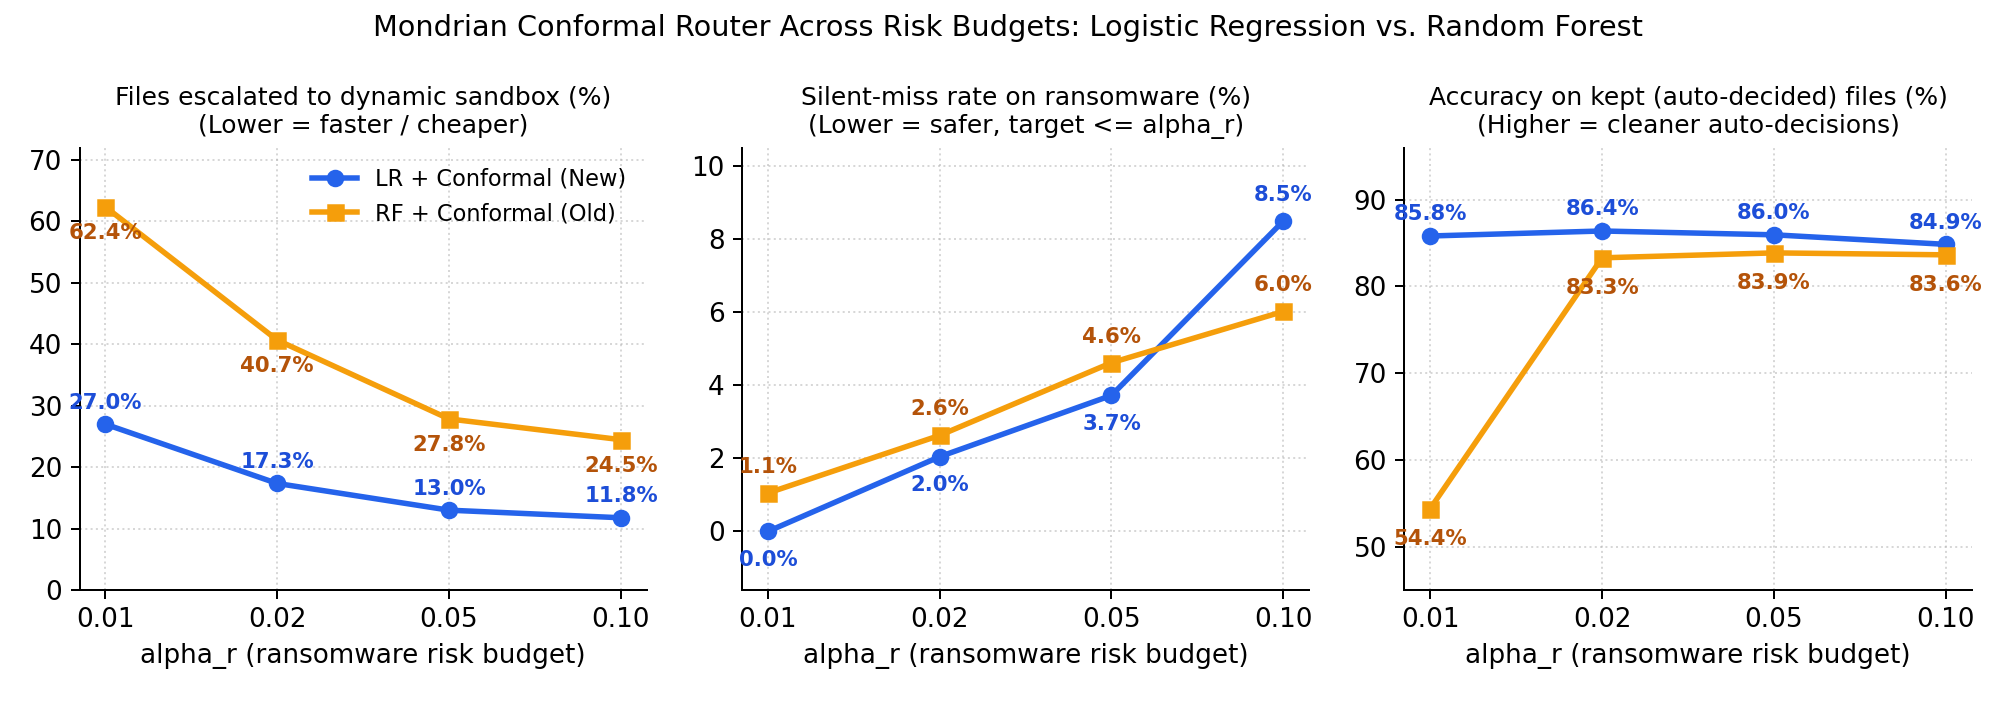 Mondrian Conformal Router Across Risk Budgets: Logistic Regression vs. Random Forest
Files escalated to dynamic sandbox (%)
(Lower = faster / cheaper)
70
60
50
40
30
20
10
0
LR + Conformal (New)
RF + Conformal (Old)
62.4%
40.7%
27.8%
24.5%
27.0%
17.3%
13.0%
11.8%
0.01 0.02 0.05 0.10
alpha_r (ransomware risk budget)
Silent-miss rate on ransomware (%)
(Lower = safer, target <= alpha_r)
10
8
6
4
2
0
8.5%
6.0%
4.6%
3.7%
2.6%
2.0%
1.1%
0.0%
0.01 0.02 0.05 0.10
alpha_r (ransomware risk budget)
Accuracy on kept (auto-decided) files (%)
(Higher = cleaner auto-decisions)
90
80
70
60
50
85.8%
86.4%
86.0%
84.9%
83.3%
83.9%
83.6%
54.4%
0.01 0.02 0.05 0.10
alpha_r (ransomware risk budget)